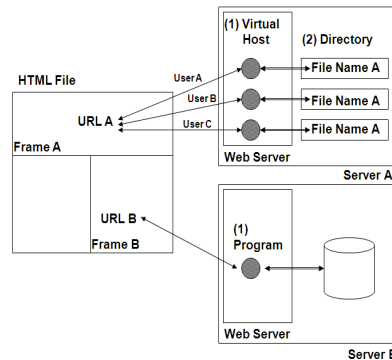 HTML File
URL A
Frame A
URL B
Frame B
User A
User B
User C
(1) Virtual
Host
(2) Directory
File Name A
File Name A
File Name A
Web Server
Server A
(1)
Program
Web Server